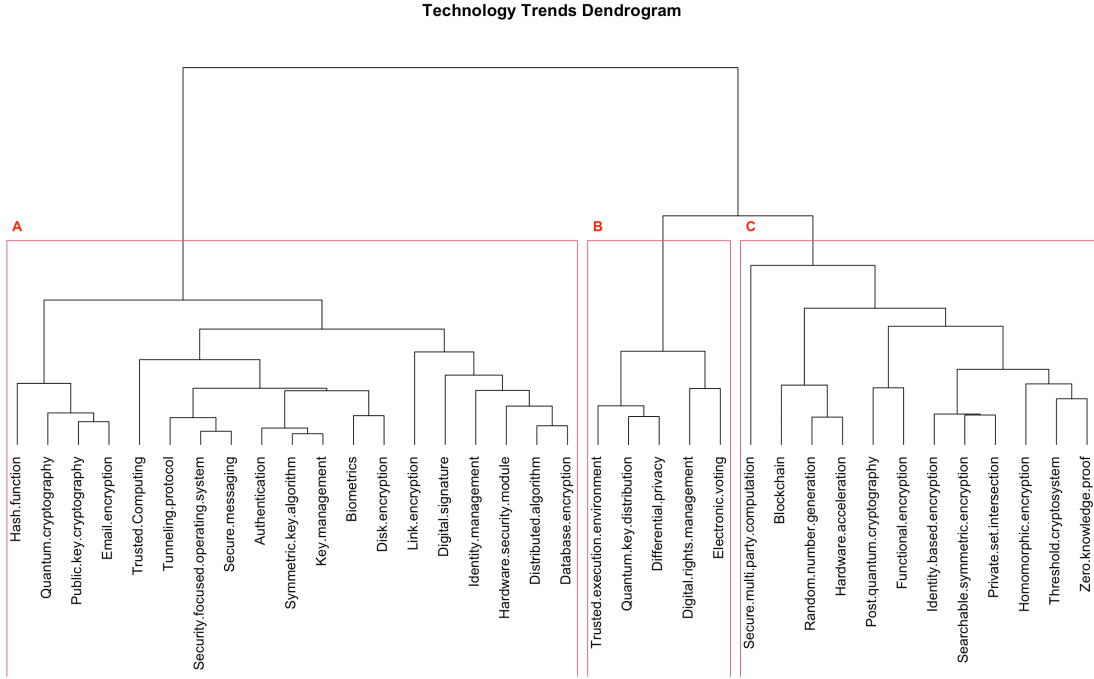 Technology Trends Dendrogram
A
B
C
Hash.function
Quantum.cryptography
Public.key.cryptography
Email.encryption
Trusted.Computing
Tunneling.protocol
Security.focused.operating.system
Secure.messaging
Authentication
Symmetric.key.algorithm
Key.management
Biometrics
Disk.encryption
Link.encryption
Digital.signature
Identity.management
Hardware.security.module
Distributed.algorithm
Database.encryption
Trusted.execution.environment
Quantum.key.distribution
Differential.privacy
Digital.rights.management
Electronic.voting
Secure.multi.party.computation
Blockchain
Random.number.generation
Hardware.acceleration
Post.quantum.cryptography
Functional.encryption
Identity.based.encryption
Searchable.symmetric.encryption
Private.set.intersection
Homomorphic.encryption
Threshold.cryptosystem
Zero.knowledge.proof